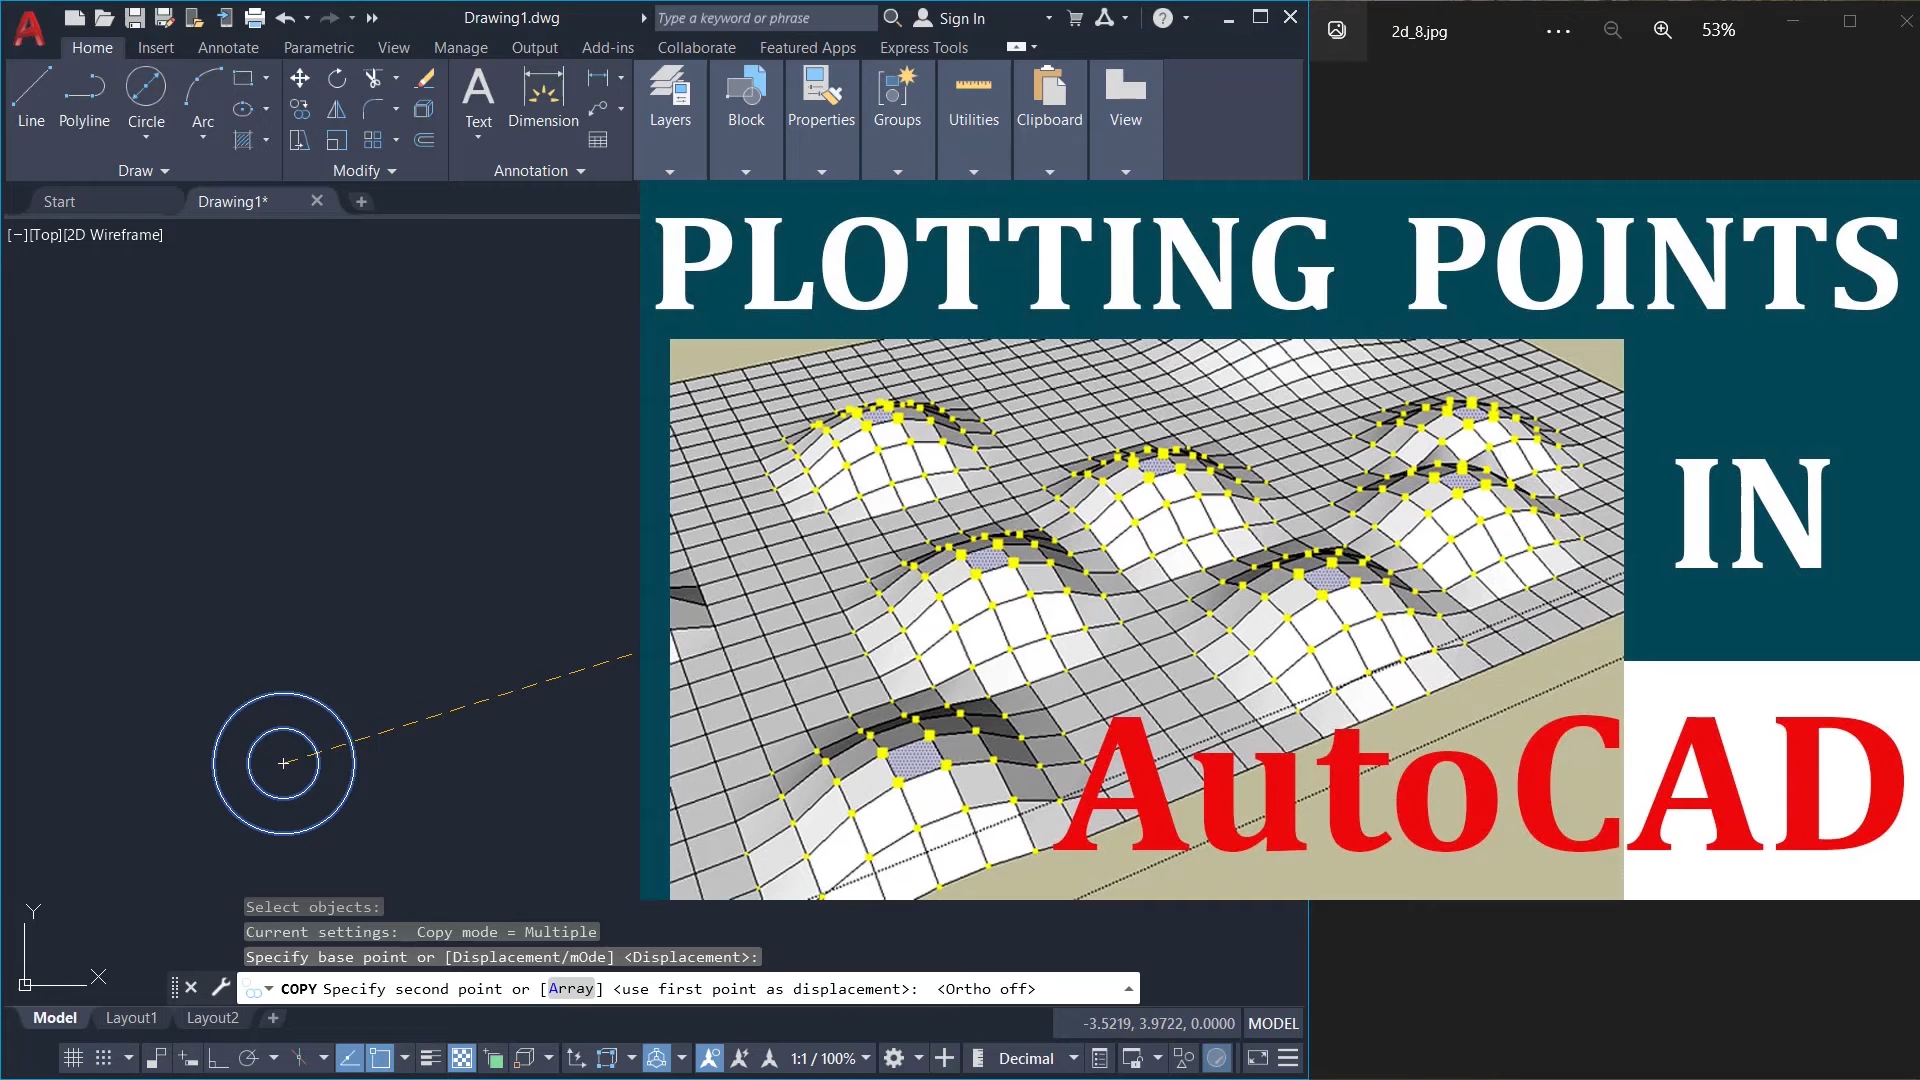 Drawing1.dwg
Type a keyword or phrase
Sign In
2d_8.jpg
53%
Home Insert Annotate Parametric View Manage Output Add-ins Collaborate Featured Apps Express Tools
Line Polyline Circle Arc
Text Dimension
Layers Block Properties Groups Utilities Clipboard View
Draw Modify Annotation
Start Drawing1*
[−][Top][2D Wireframe]
PLOTTING POINTS
IN
AutoCAD
Y
X
Select objects:
Current settings: Copy mode = Multiple
Specify base point or [Displacement/mOde] <Displacement>:
COPY Specify second point or [Array] <use first point as displacement>: <Ortho off>
Model Layout1 Layout2
-3.5219, 3.9722, 0.0000 MODEL
1:1 / 100% Decimal